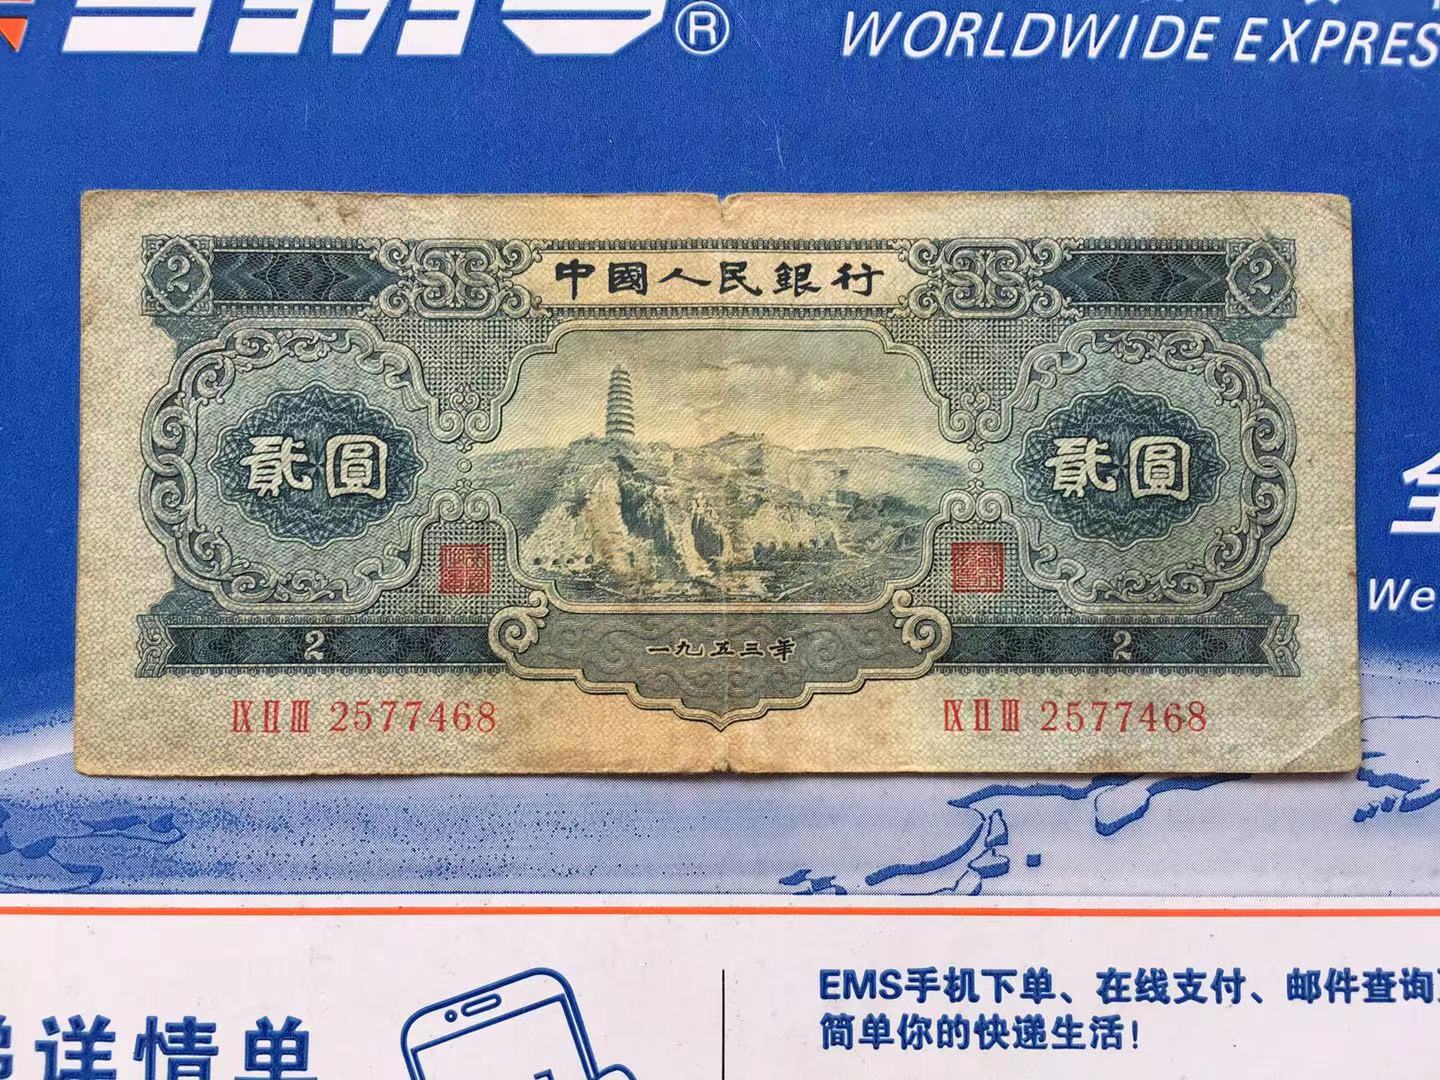 ®
WORLDWIDE EXPRES
2
中國人民銀行
2
貳圓
貳圓
一九五三年
2
2
IX II III 2577468
IX II III 2577468
全
We
EMS手机下单、在线支付、邮件查询
简单你的快递生活!
递详情单